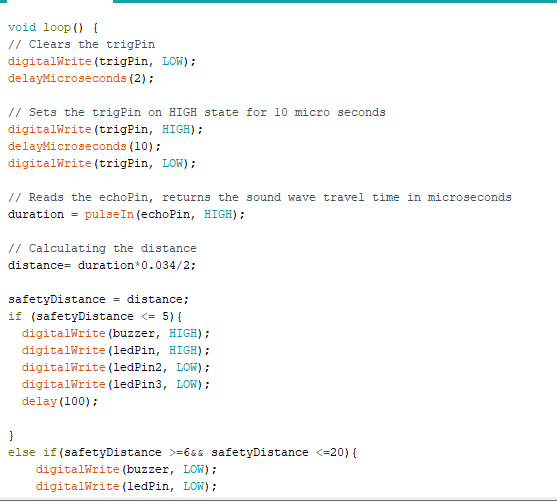 void loop() {
// Clears the trigPin
digitalWrite(trigPin, LOW);
delayMicroseconds(2);
// Sets the trigPin on HIGH state for 10 micro seconds
digitalWrite(trigPin, HIGH);
delayMicroseconds(10);
digitalWrite(trigPin, LOW);
// Reads the echoPin, returns the sound wave travel time in microseconds
duration = pulseIn(echoPin, HIGH);
// Calculating the distance
distance= duration*0.034/2;
safetyDistance = distance;
if (safetyDistance <= 5){
digitalWrite(buzzer, HIGH);
digitalWrite(ledPin, HIGH);
digitalWrite(ledPin2, LOW);
digitalWrite(ledPin3, LOW);
delay(100);
}
else if(safetyDistance >=6&& safetyDistance <=20){
digitalWrite(buzzer, LOW);
digitalWrite(ledPin, LOW);